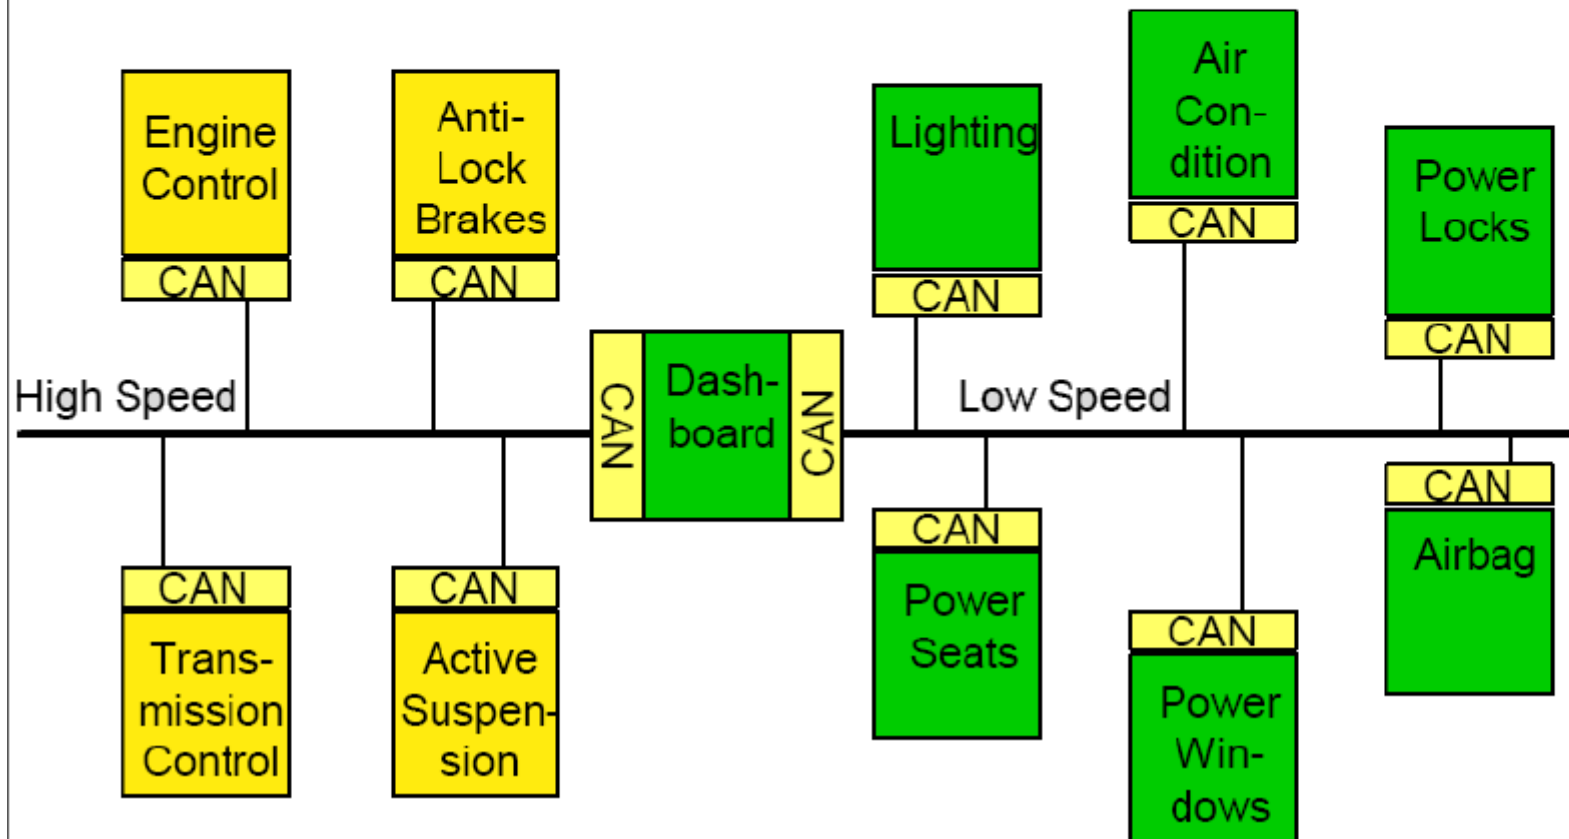 Engine
Control
CAN
Anti-
Lock
Brakes
CAN
Lighting
CAN
Air
Con-
dition
CAN
Power
Locks
CAN
High Speed
CAN
Dash-
board
CAN
Low Speed
CAN
Trans-
mission
Control
CAN
Active
Suspen-
sion
CAN
Power
Seats
CAN
Power
Win-
dows
CAN
Airbag